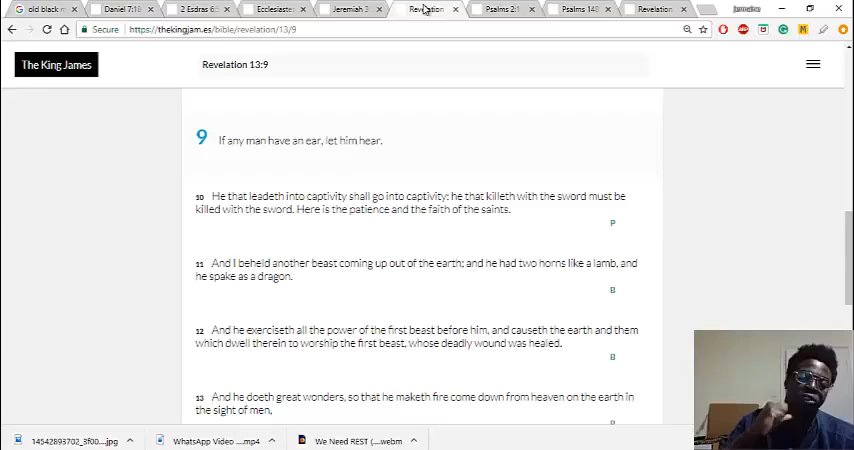 old black m
Daniel 7:18
2 Esdras 6:
Ecclesiaste
Jeremiah 3
Revelation
Psalms 2:1
Psalms 148
Revelation
jermaine
Secure
https://thekingjam.es/bible/revelation/13/9
The King James
Revelation 13:9
9 If any man have an ear, let him hear.
10 He that leadeth into captivity shall go into captivity: he that killeth with the sword must be
killed with the sword. Here is the patience and the faith of the saints.
P
11 And I beheld another beast coming up out of the earth; and he had two horns like a lamb, and
he spake as a dragon.
B
12 And he exerciseth all the power of the first beast before him, and causeth the earth and them
which dwell therein to worship the first beast, whose deadly wound was healed.
B
13 And he doeth great wonders, so that he maketh fire come down from heaven on the earth in
the sight of men,
14542893702_3f00....jpg
WhatsApp Video ....mp4
We Need REST (....webm